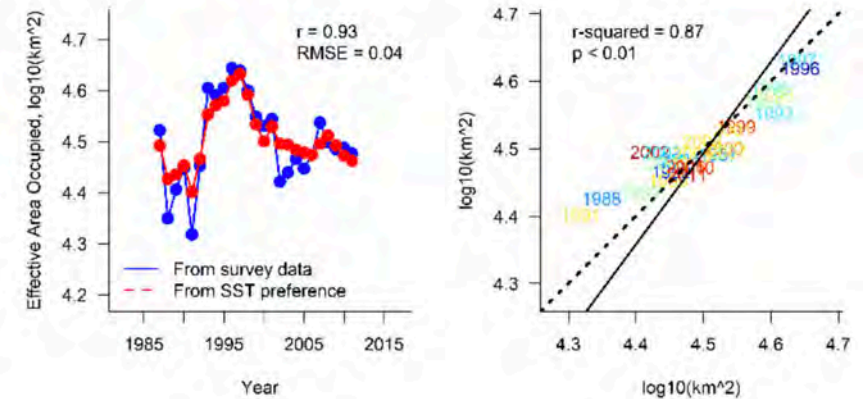 Effective Area Occupied, log10(km^2)
4.7
4.6
4.5
4.4
4.3
4.2
r = 0.93
RMSE = 0.04
From survey data
From SST preference
1985
1995
2005
2015
Year
log10(km^2)
4.7
4.6
4.5
4.4
4.3
r-squared = 0.87
p < 0.01
1997
1996
1993
1999
2002
1988
1991
4.3
4.4
4.5
4.6
4.7
log10(km^2)